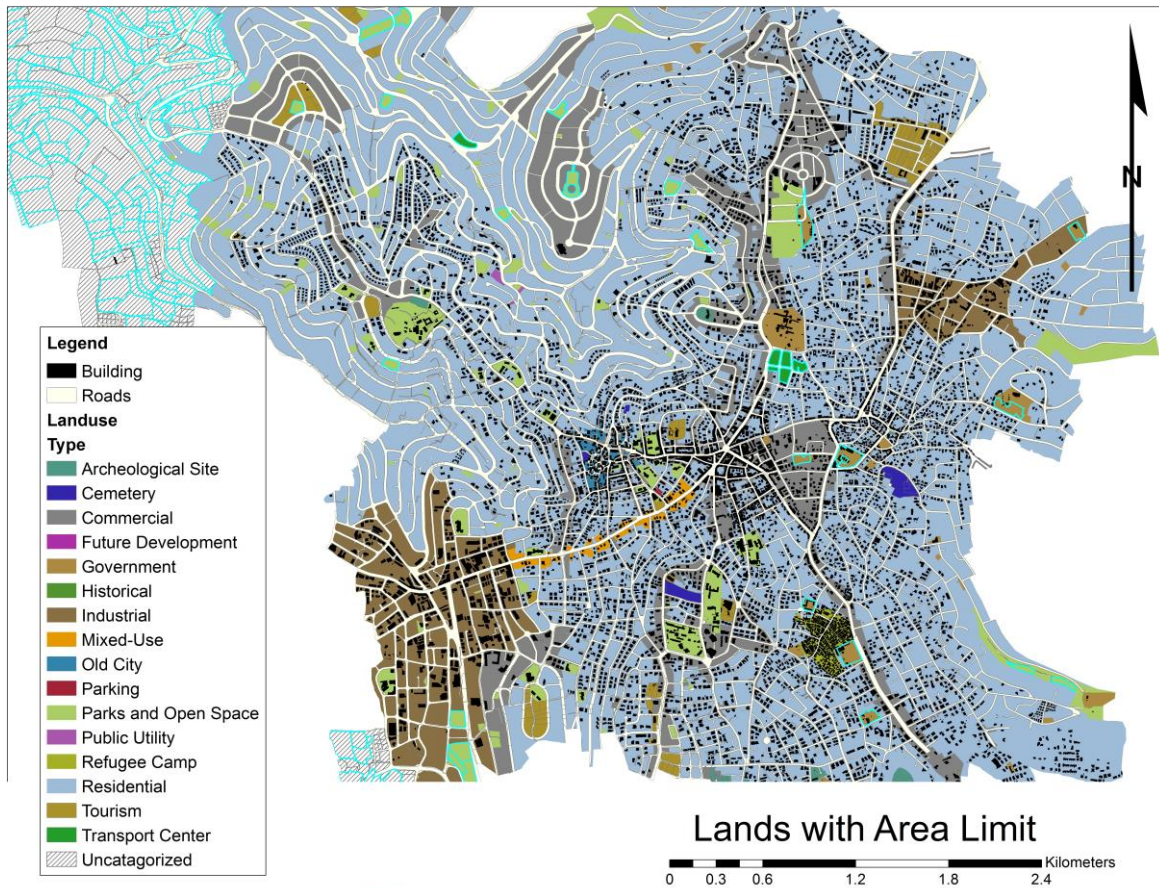 N
Legend
Building
Roads
Landuse
Type
Archeological Site
Cemetery
Commercial
Future Development
Government
Historical
Industrial
Mixed-Use
Old City
Parking
Parks and Open Space
Public Utility
Refugee Camp
Residential
Tourism
Transport Center
Uncatagorized
Lands with Area Limit
Kilometers
0 0.3 0.6 1.2 1.8 2.4